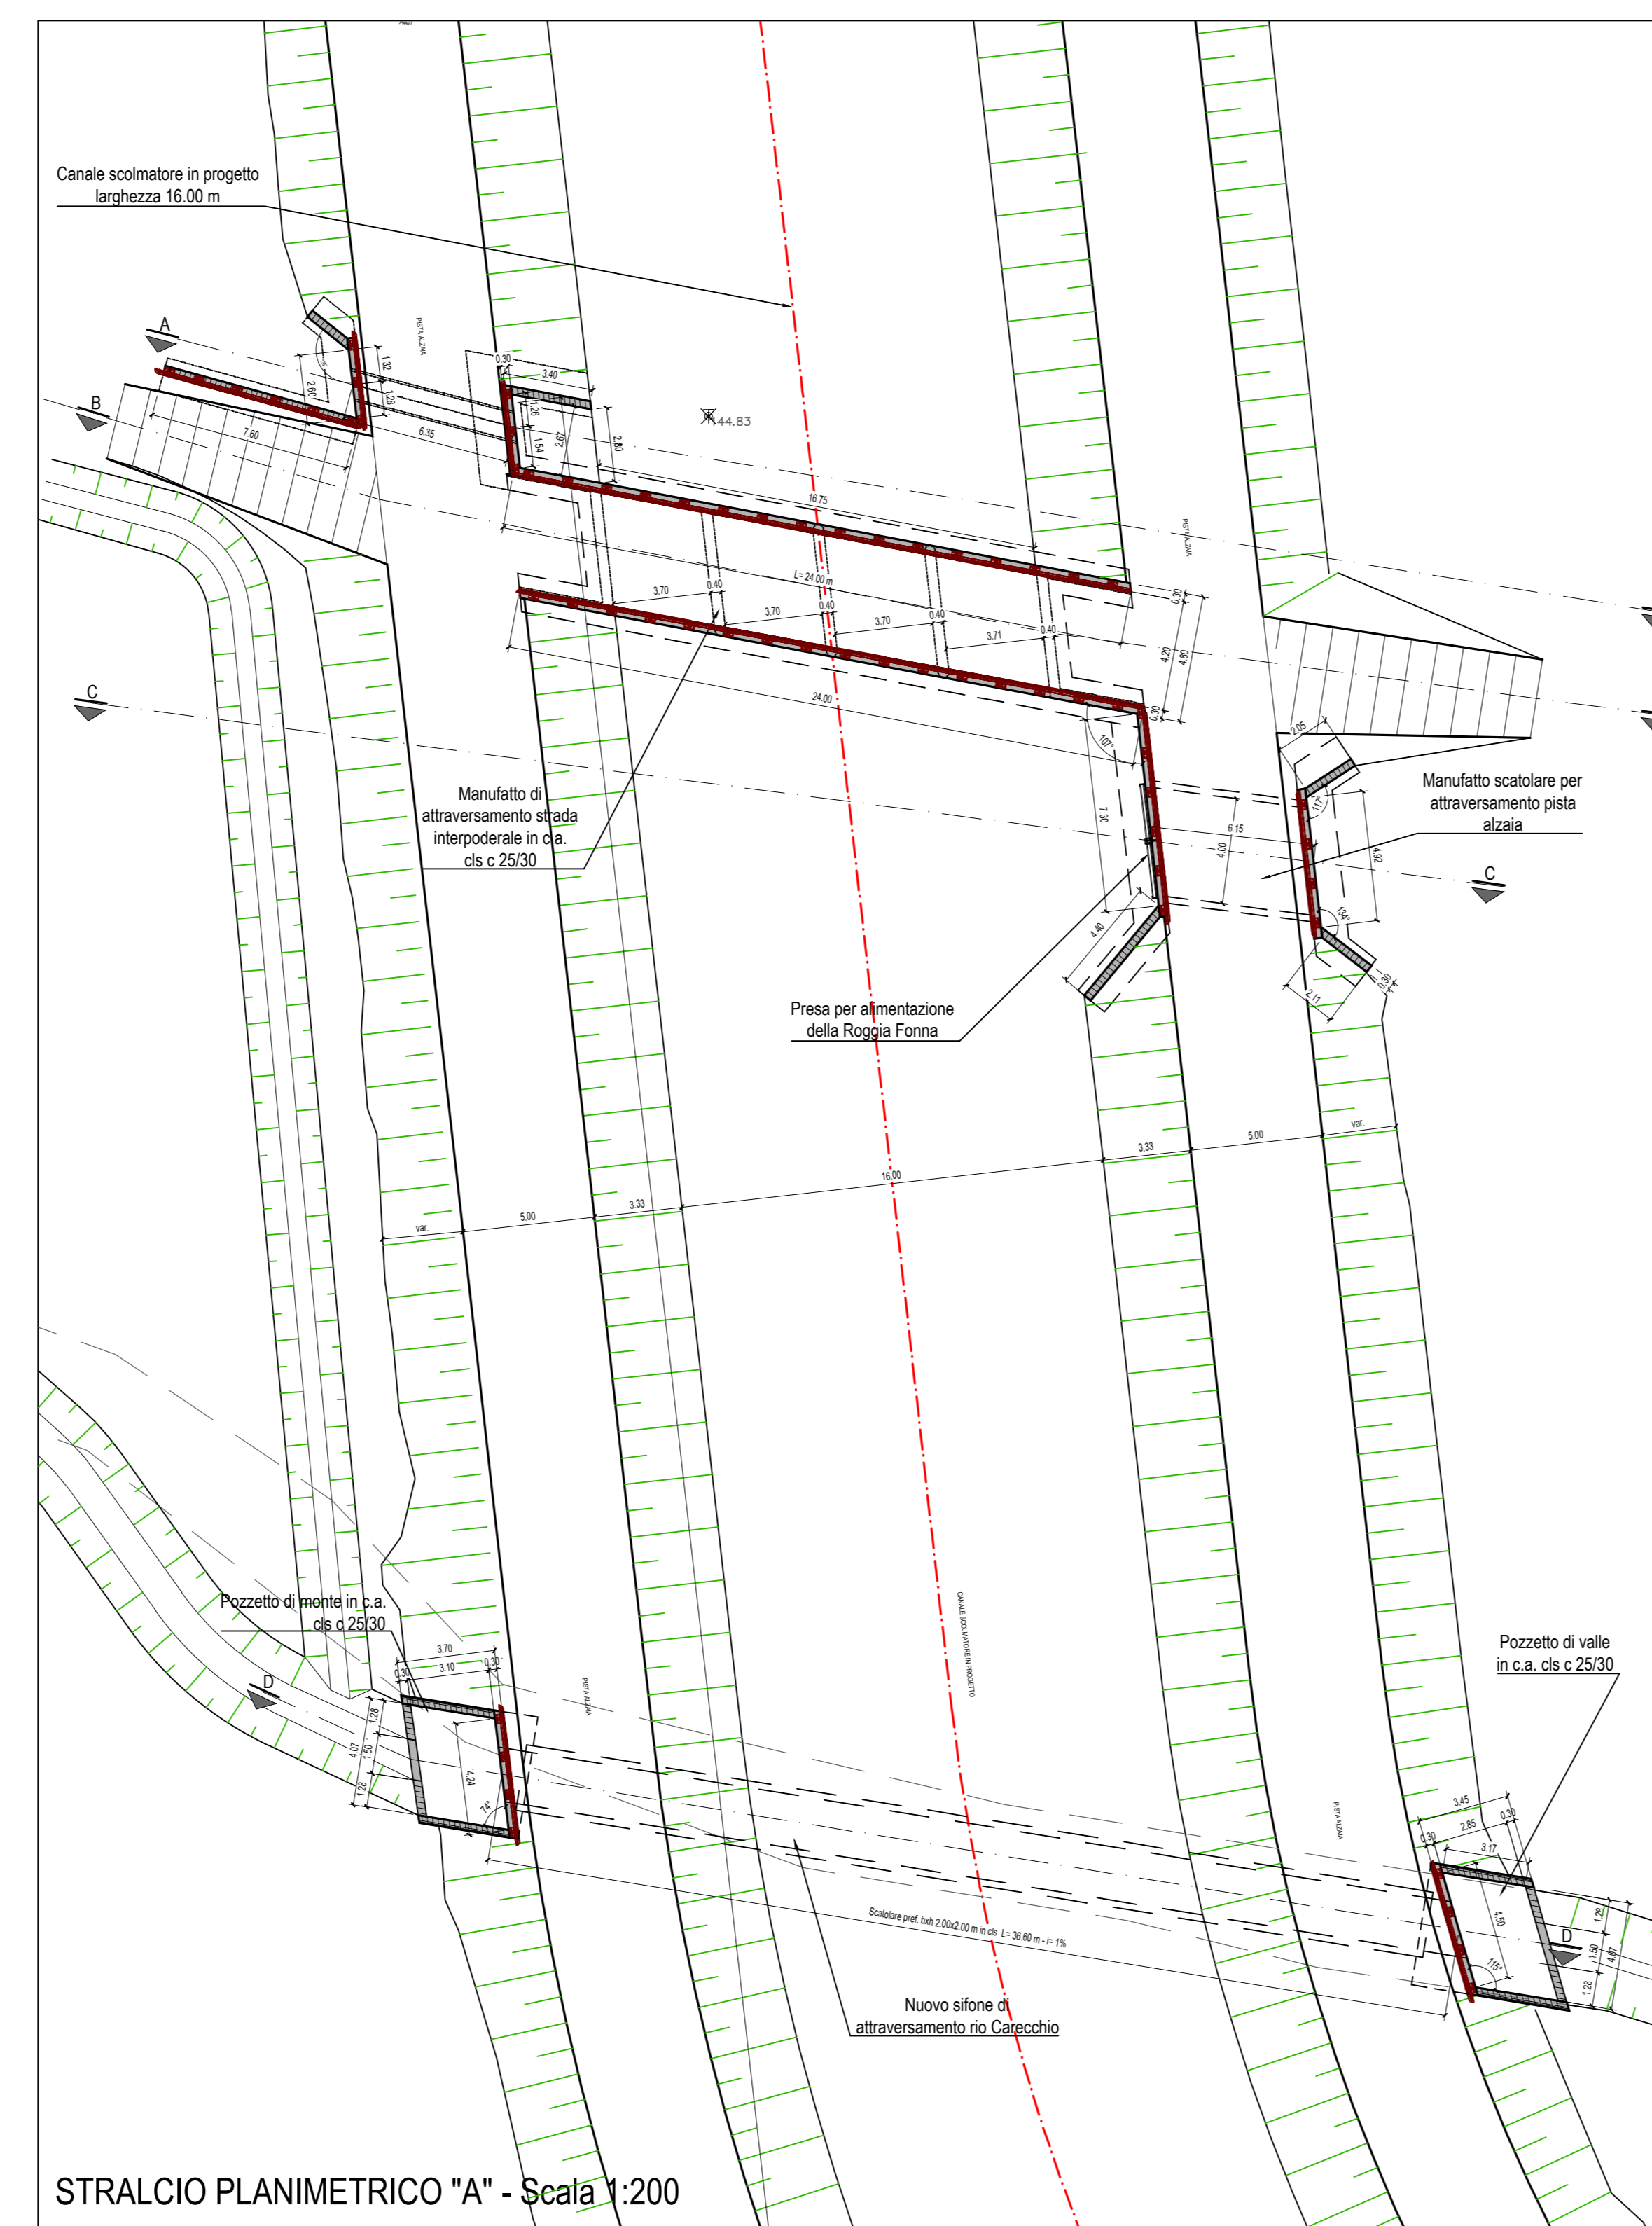 Canale scolmatore in progetto
larghezza 16.00 m
A
B
PISTA ALZAIA
1.32
1.28
2.60
7.60
6.35
0.30
3.40
1.26
1.54
2.67
2.80
144.83
16.75
L= 24.00 m
PISTA ALZAIA
3.70
0.40
3.70
0.40
3.70
0.40
3.71
0.40
0.30
4.20
4.80
0.30
24.00
C
107°
7.30
Manufatto di
attraversamento strada
interpoderale in c.a.
cls c 25/30
2.05
117°
Manufatto scatolare per
attraversamento pista
alzaia
6.15
4.00
4.92
C
134°
4.40
0.30
2.11
Presa per alimentazione
della Roggia Fonna
var.
5.00
3.33
16.00
3.33
5.00
var.
CANALE SCOLMATORE IN PROGETTO
Pozzetto di monte in c.a.
cls c 25/30
3.70
0.30
3.10
0.30
D
PISTA ALZAIA
1.28
1.50
4.07
1.28
4.24
74°
Pozzetto di valle
in c.a. cls c 25/30
PISTA ALZAIA
3.45
0.30
2.85
0.30
3.17
4.50
115°
D
1.28
1.50
4.07
1.28
Scatolare pref. bxh 2.00x2.00 m in cls L= 36.60 m - i= 1%
Nuovo sifone di
attraversamento rio Carecchio
STRALCIO PLANIMETRICO "A" - Scala 1:200